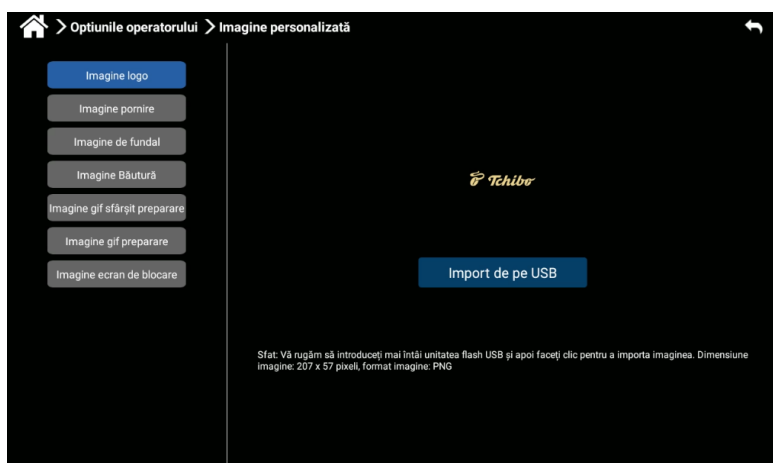 Optiunile operatorului
Imagine personalizată
Imagine logo
Imagine pornire
Imagine de fundal
Imagine Băutură
Imagine gif sfârșit preparare
Imagine gif preparare
Imagine ecran de blocare
Tchibo
Import de pe USB
Sfat: Vă rugăm să introduceți mai întâi unitatea flash USB și apoi faceți clic pentru a importa imaginea. Dimensiune
imagine: 207 x 57 pixeli, format imagine: PNG